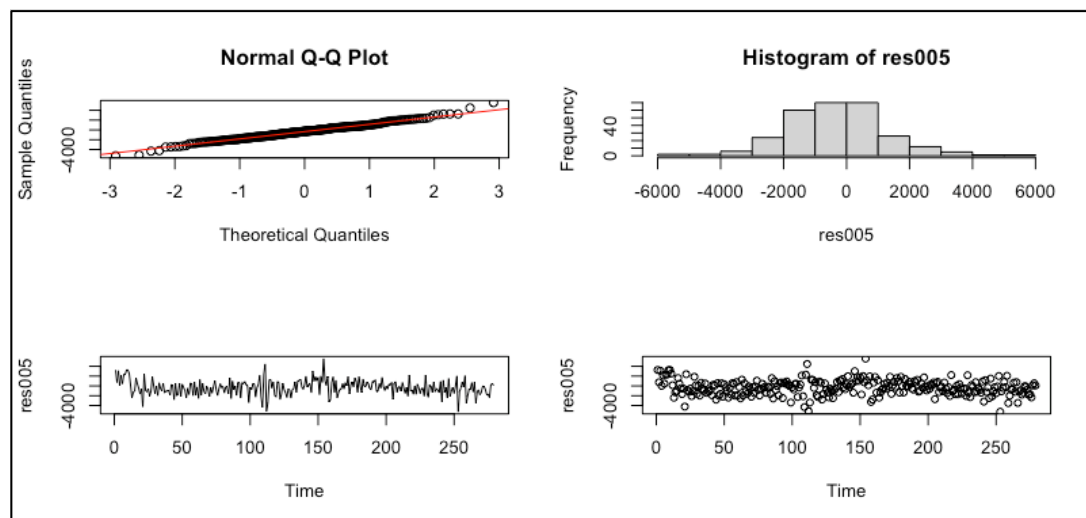 Normal Q-Q Plot
Sample Quantiles
-4000
-3 -2 -1 0 1 2 3
Theoretical Quantiles
Histogram of res005
Frequency
0 40
-6000 -2000 0 2000 4000 6000
res005
res005
-4000
0 50 100 150 200 250
Time
res005
-4000
0 50 100 150 200 250
Time